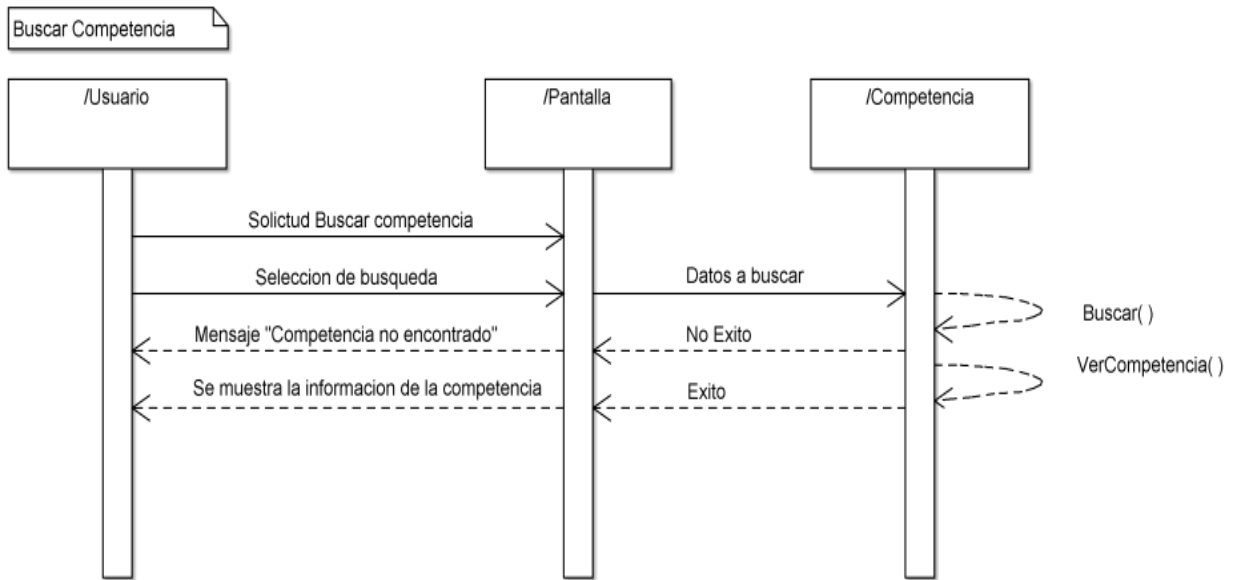 Buscar Competencia
/Usuario
/Pantalla
/Competencia
Solictud Buscar competencia
Seleccion de busqueda
Datos a buscar
Buscar( )
Mensaje "Competencia no encontrado"
No Exito
VerCompetencia( )
Se muestra la informacion de la competencia
Exito